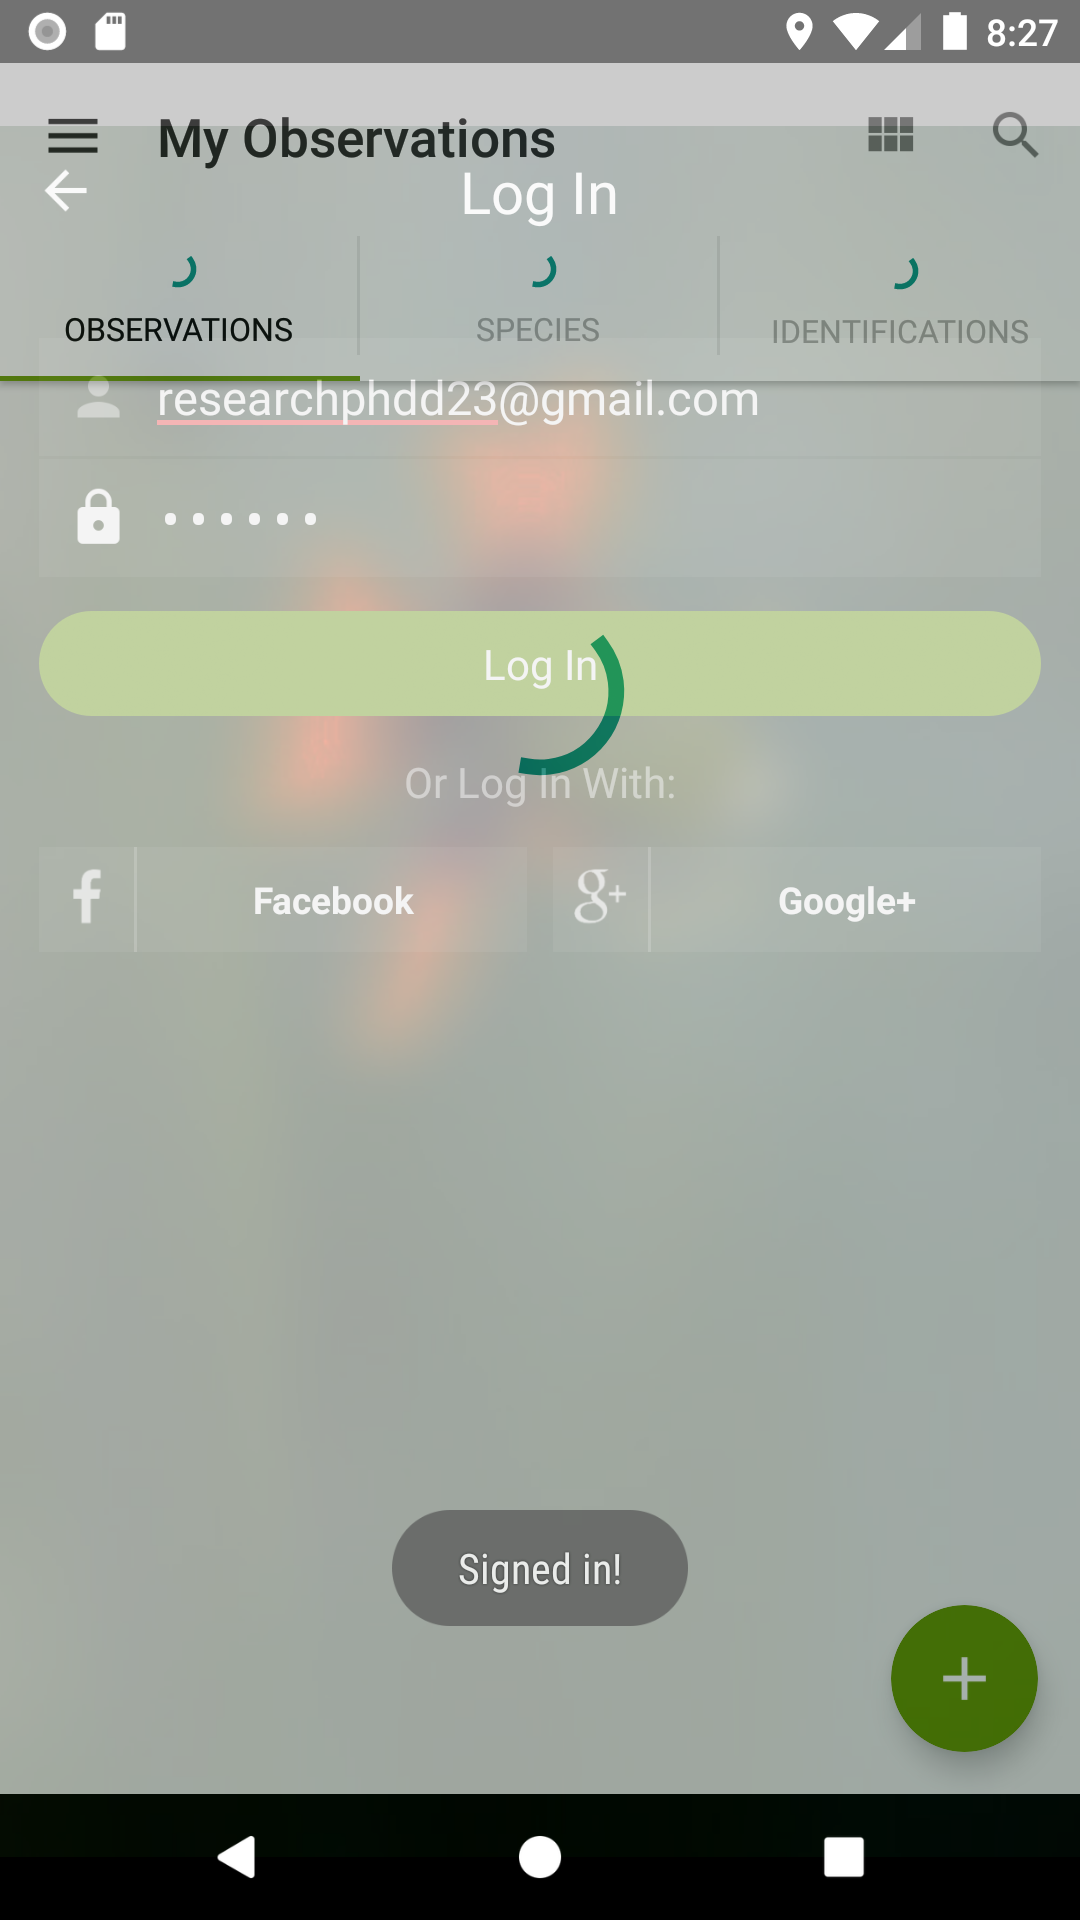 8:27
My Observations
Log In
OBSERVATIONS
SPECIES
IDENTIFICATIONS
researchphdd23@gmail.com
••••••
Log In
Or Log In With:
Facebook
g+
Google+
Signed in!